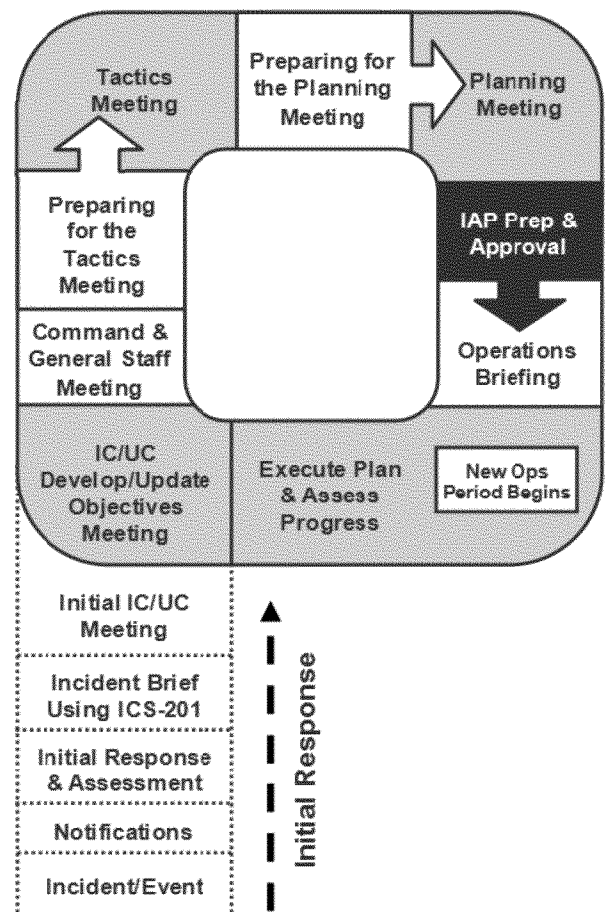 Tactics
Meeting
Preparing for
the Planning
Meeting
Planning
Meeting
Preparing
for the
Tactics
Meeting
IAP Prep &
Approval
Command &
General Staff
Meeting
Operations
Briefing
IC/UC
Develop/Update
Objectives
Meeting
Execute Plan
& Assess
Progress
New Ops
Period Begins
Initial IC/UC
Meeting
Incident Brief
Using ICS-201
Initial Response
& Assessment
Notifications
Incident/Event
Initial Response